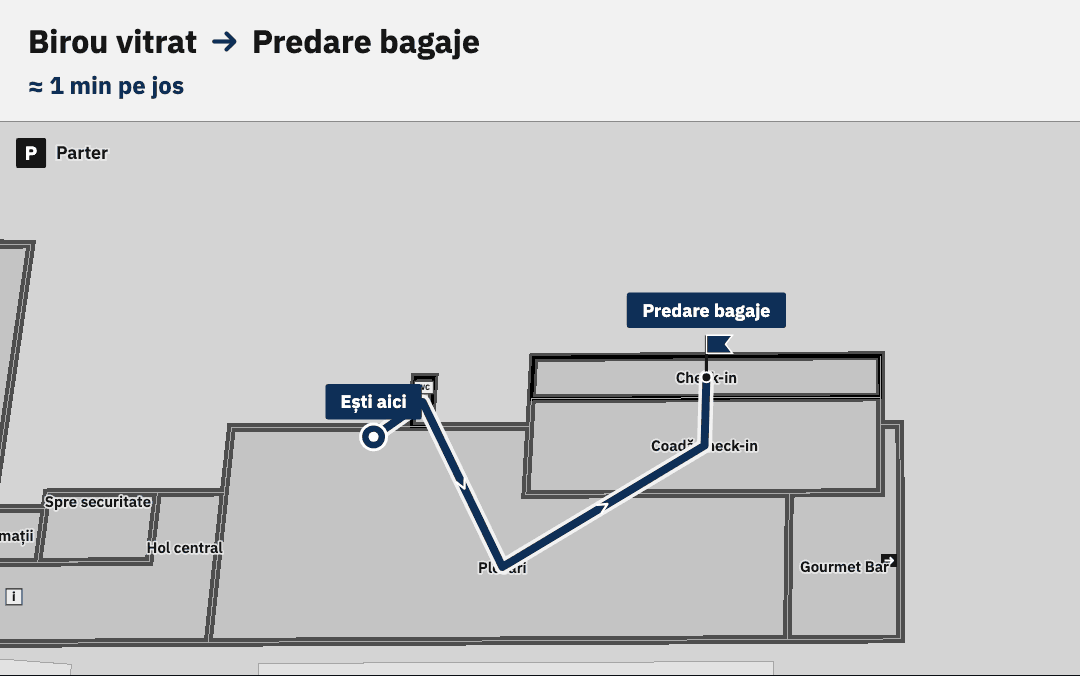 Birou vitrat → Predare bagaje
≈ 1 min pe jos
P Parter
Predare bagaje
Check-in
WC
Ești aici
Coadă check-in
Spre securitate
Hol central
Plecări
Gourmet Bar
i